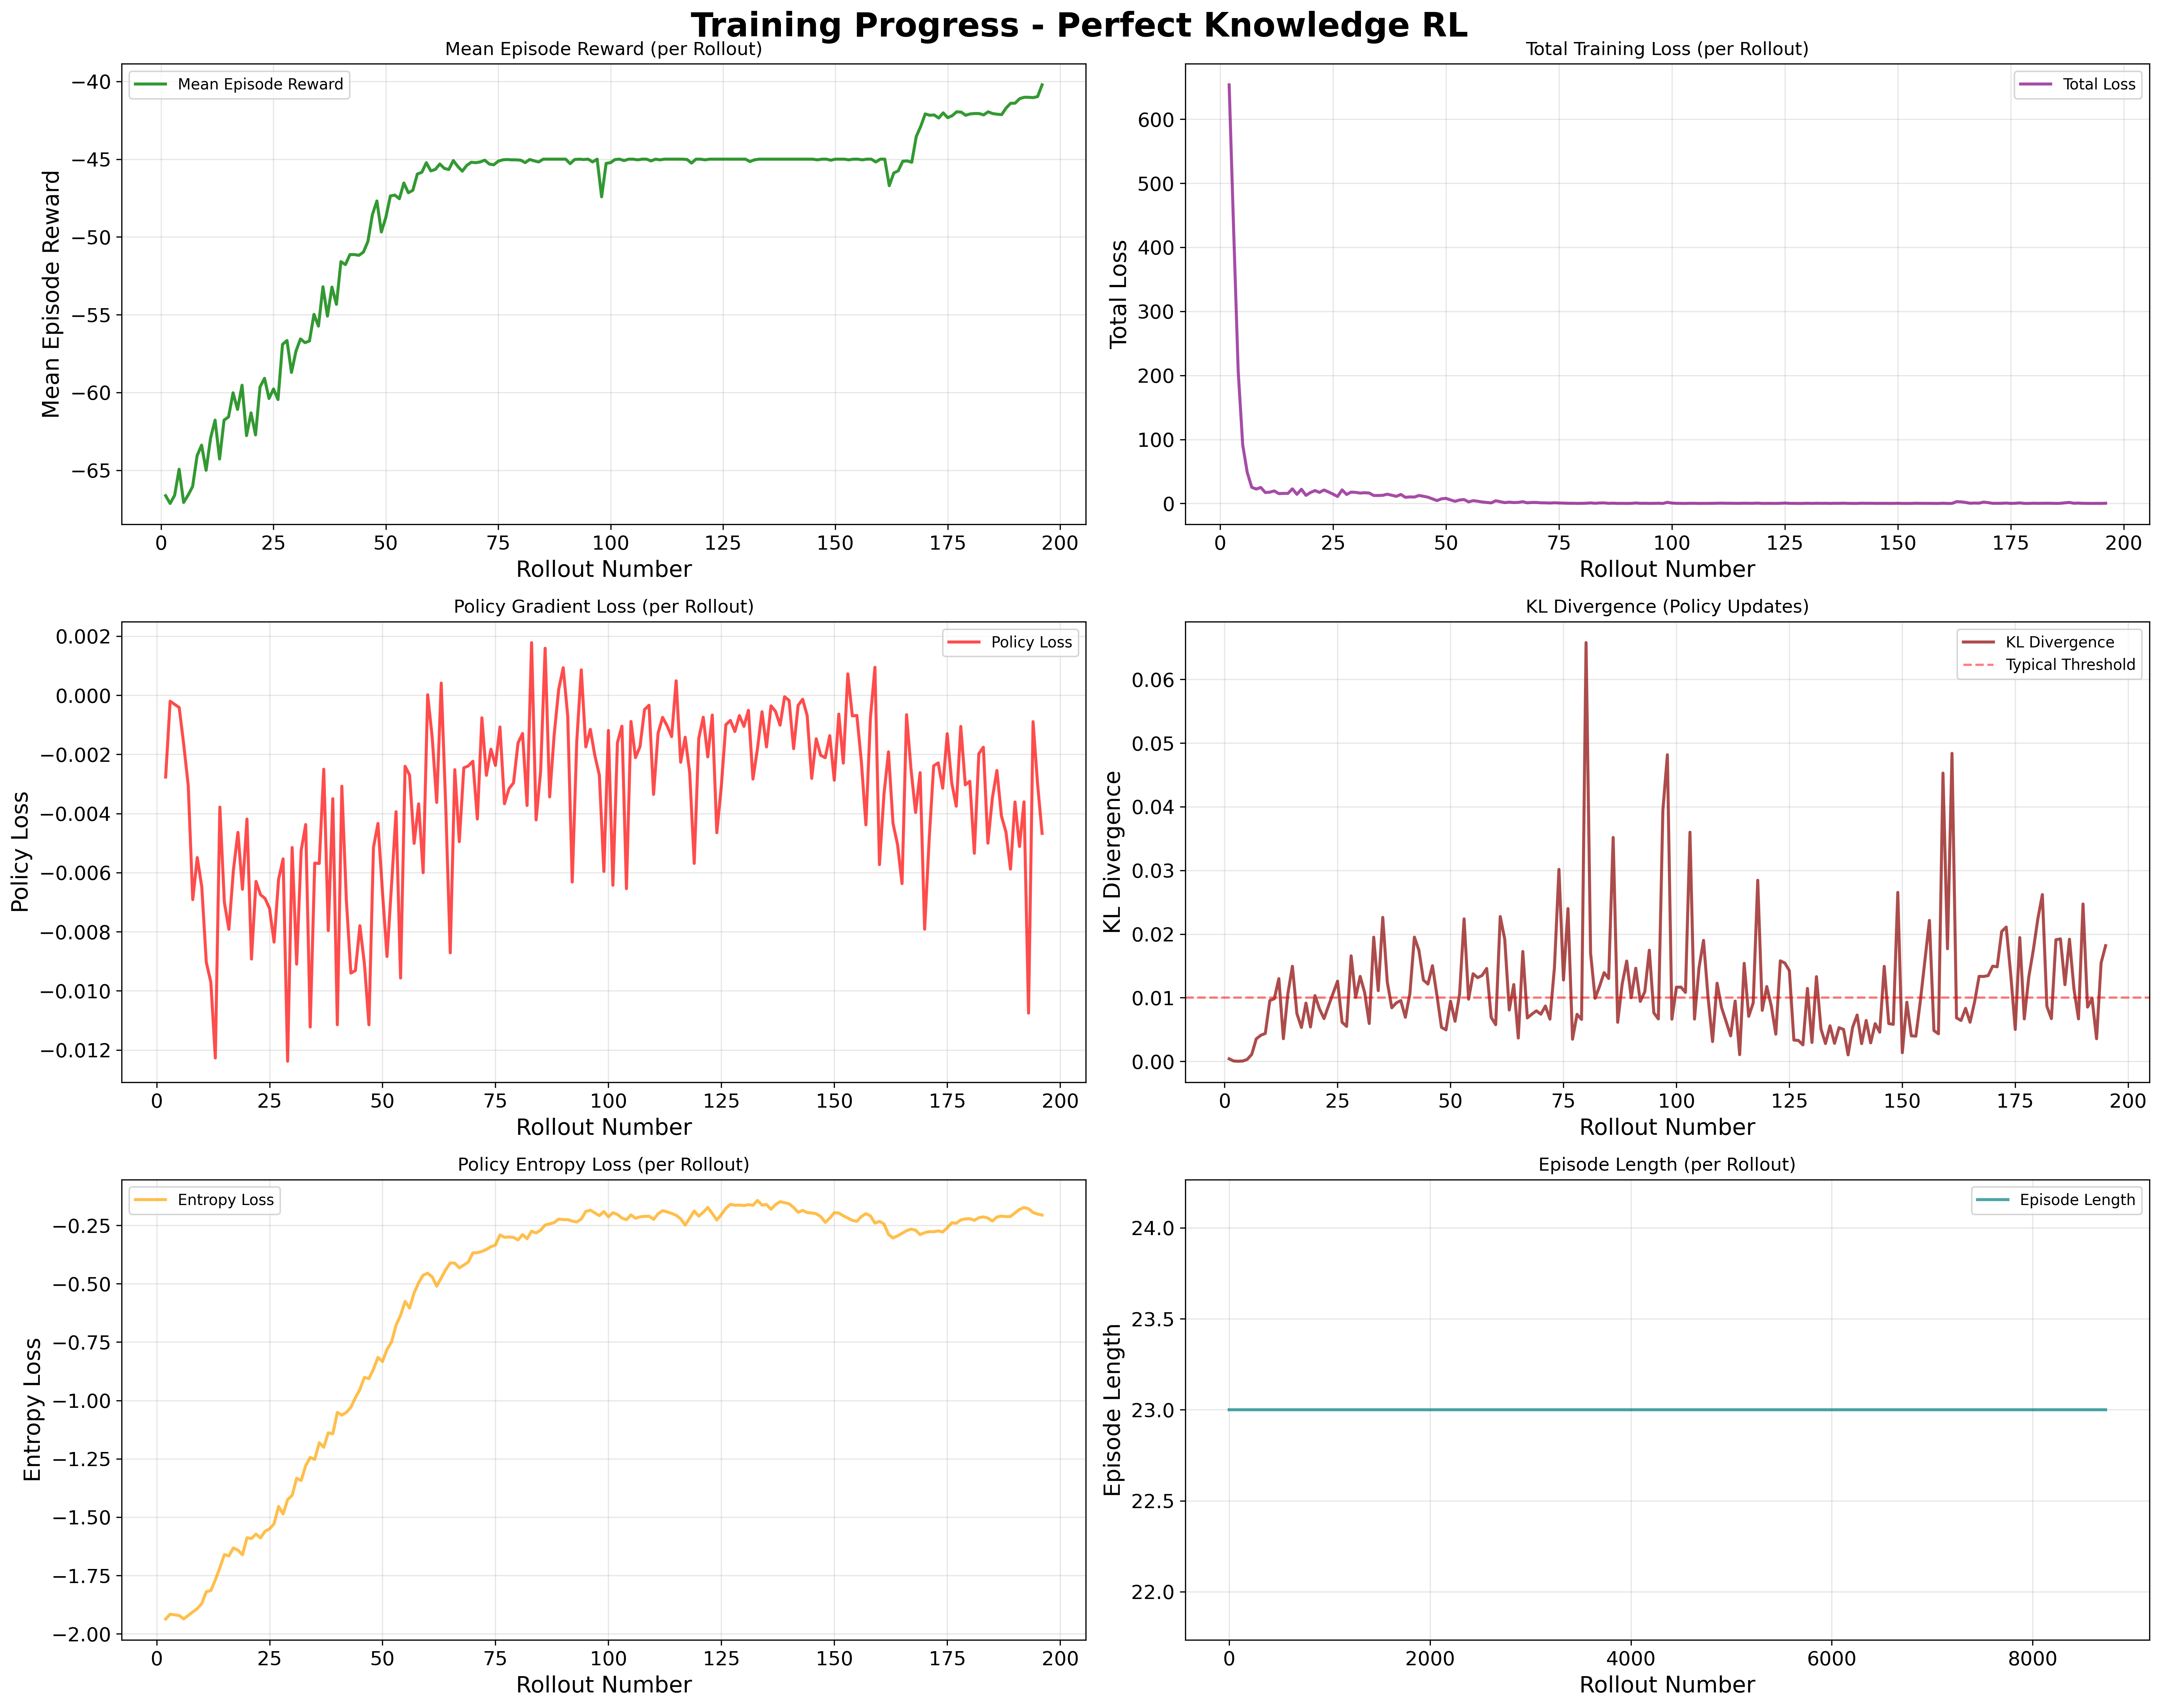 Training Progress - Perfect Knowledge RL
Mean Episode Reward (per Rollout)
Mean Episode Reward
−40
−45
−50
−55
−60
−65
Mean Episode Reward
0 25 50 75 100 125 150 175 200
Rollout Number
Total Training Loss (per Rollout)
Total Loss
600
500
400
300
200
100
0
Total Loss
0 25 50 75 100 125 150 175 200
Rollout Number
Policy Gradient Loss (per Rollout)
Policy Loss
0.002
0.000
−0.002
−0.004
−0.006
−0.008
−0.010
−0.012
Policy Loss
0 25 50 75 100 125 150 175 200
Rollout Number
KL Divergence (Policy Updates)
KL Divergence
Typical Threshold
0.06
0.05
0.04
0.03
0.02
0.01
0.00
KL Divergence
0 25 50 75 100 125 150 175 200
Rollout Number
Policy Entropy Loss (per Rollout)
Entropy Loss
−0.25
−0.50
−0.75
−1.00
−1.25
−1.50
−1.75
−2.00
Entropy Loss
0 25 50 75 100 125 150 175 200
Rollout Number
Episode Length (per Rollout)
Episode Length
24.0
23.5
23.0
22.5
22.0
Episode Length
0 2000 4000 6000 8000
Rollout Number